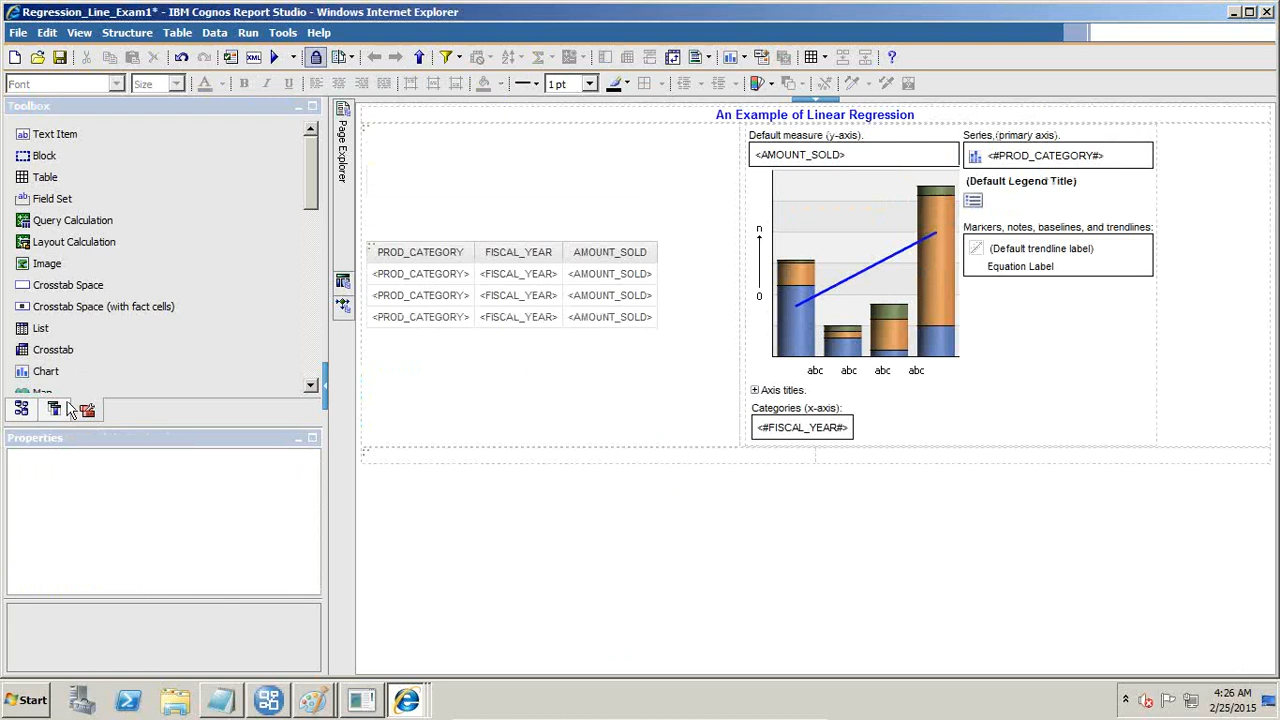 Regression_Line_Exam1* - IBM Cognos Report Studio - Windows Internet Explorer
File Edit View Structure Table Data Run Tools Help
Font Size A B I U 1 pt
Toolbox
Text Item
Block
Table
Field Set
Query Calculation
Layout Calculation
Image
Crosstab Space
Crosstab Space (with fact cells)
List
Crosstab
Chart
Map
Properties
Page Explorer
An Example of Linear Regression
PROD_CATEGORY FISCAL_YEAR AMOUNT_SOLD
<PROD_CATEGORY> <FISCAL_YEAR> <AMOUNT_SOLD>
<PROD_CATEGORY> <FISCAL_YEAR> <AMOUNT_SOLD>
<PROD_CATEGORY> <FISCAL_YEAR> <AMOUNT_SOLD>
Default measure (y-axis).
<AMOUNT_SOLD>
n
0
abc abc abc abc
Axis titles.
Categories (x-axis):
<#FISCAL_YEAR#>
Series (primary axis).
<#PROD_CATEGORY#>
(Default Legend Title)
Markers, notes, baselines, and trendlines:
(Default trendline label)
Equation Label
Start
4:26 AM
2/25/2015